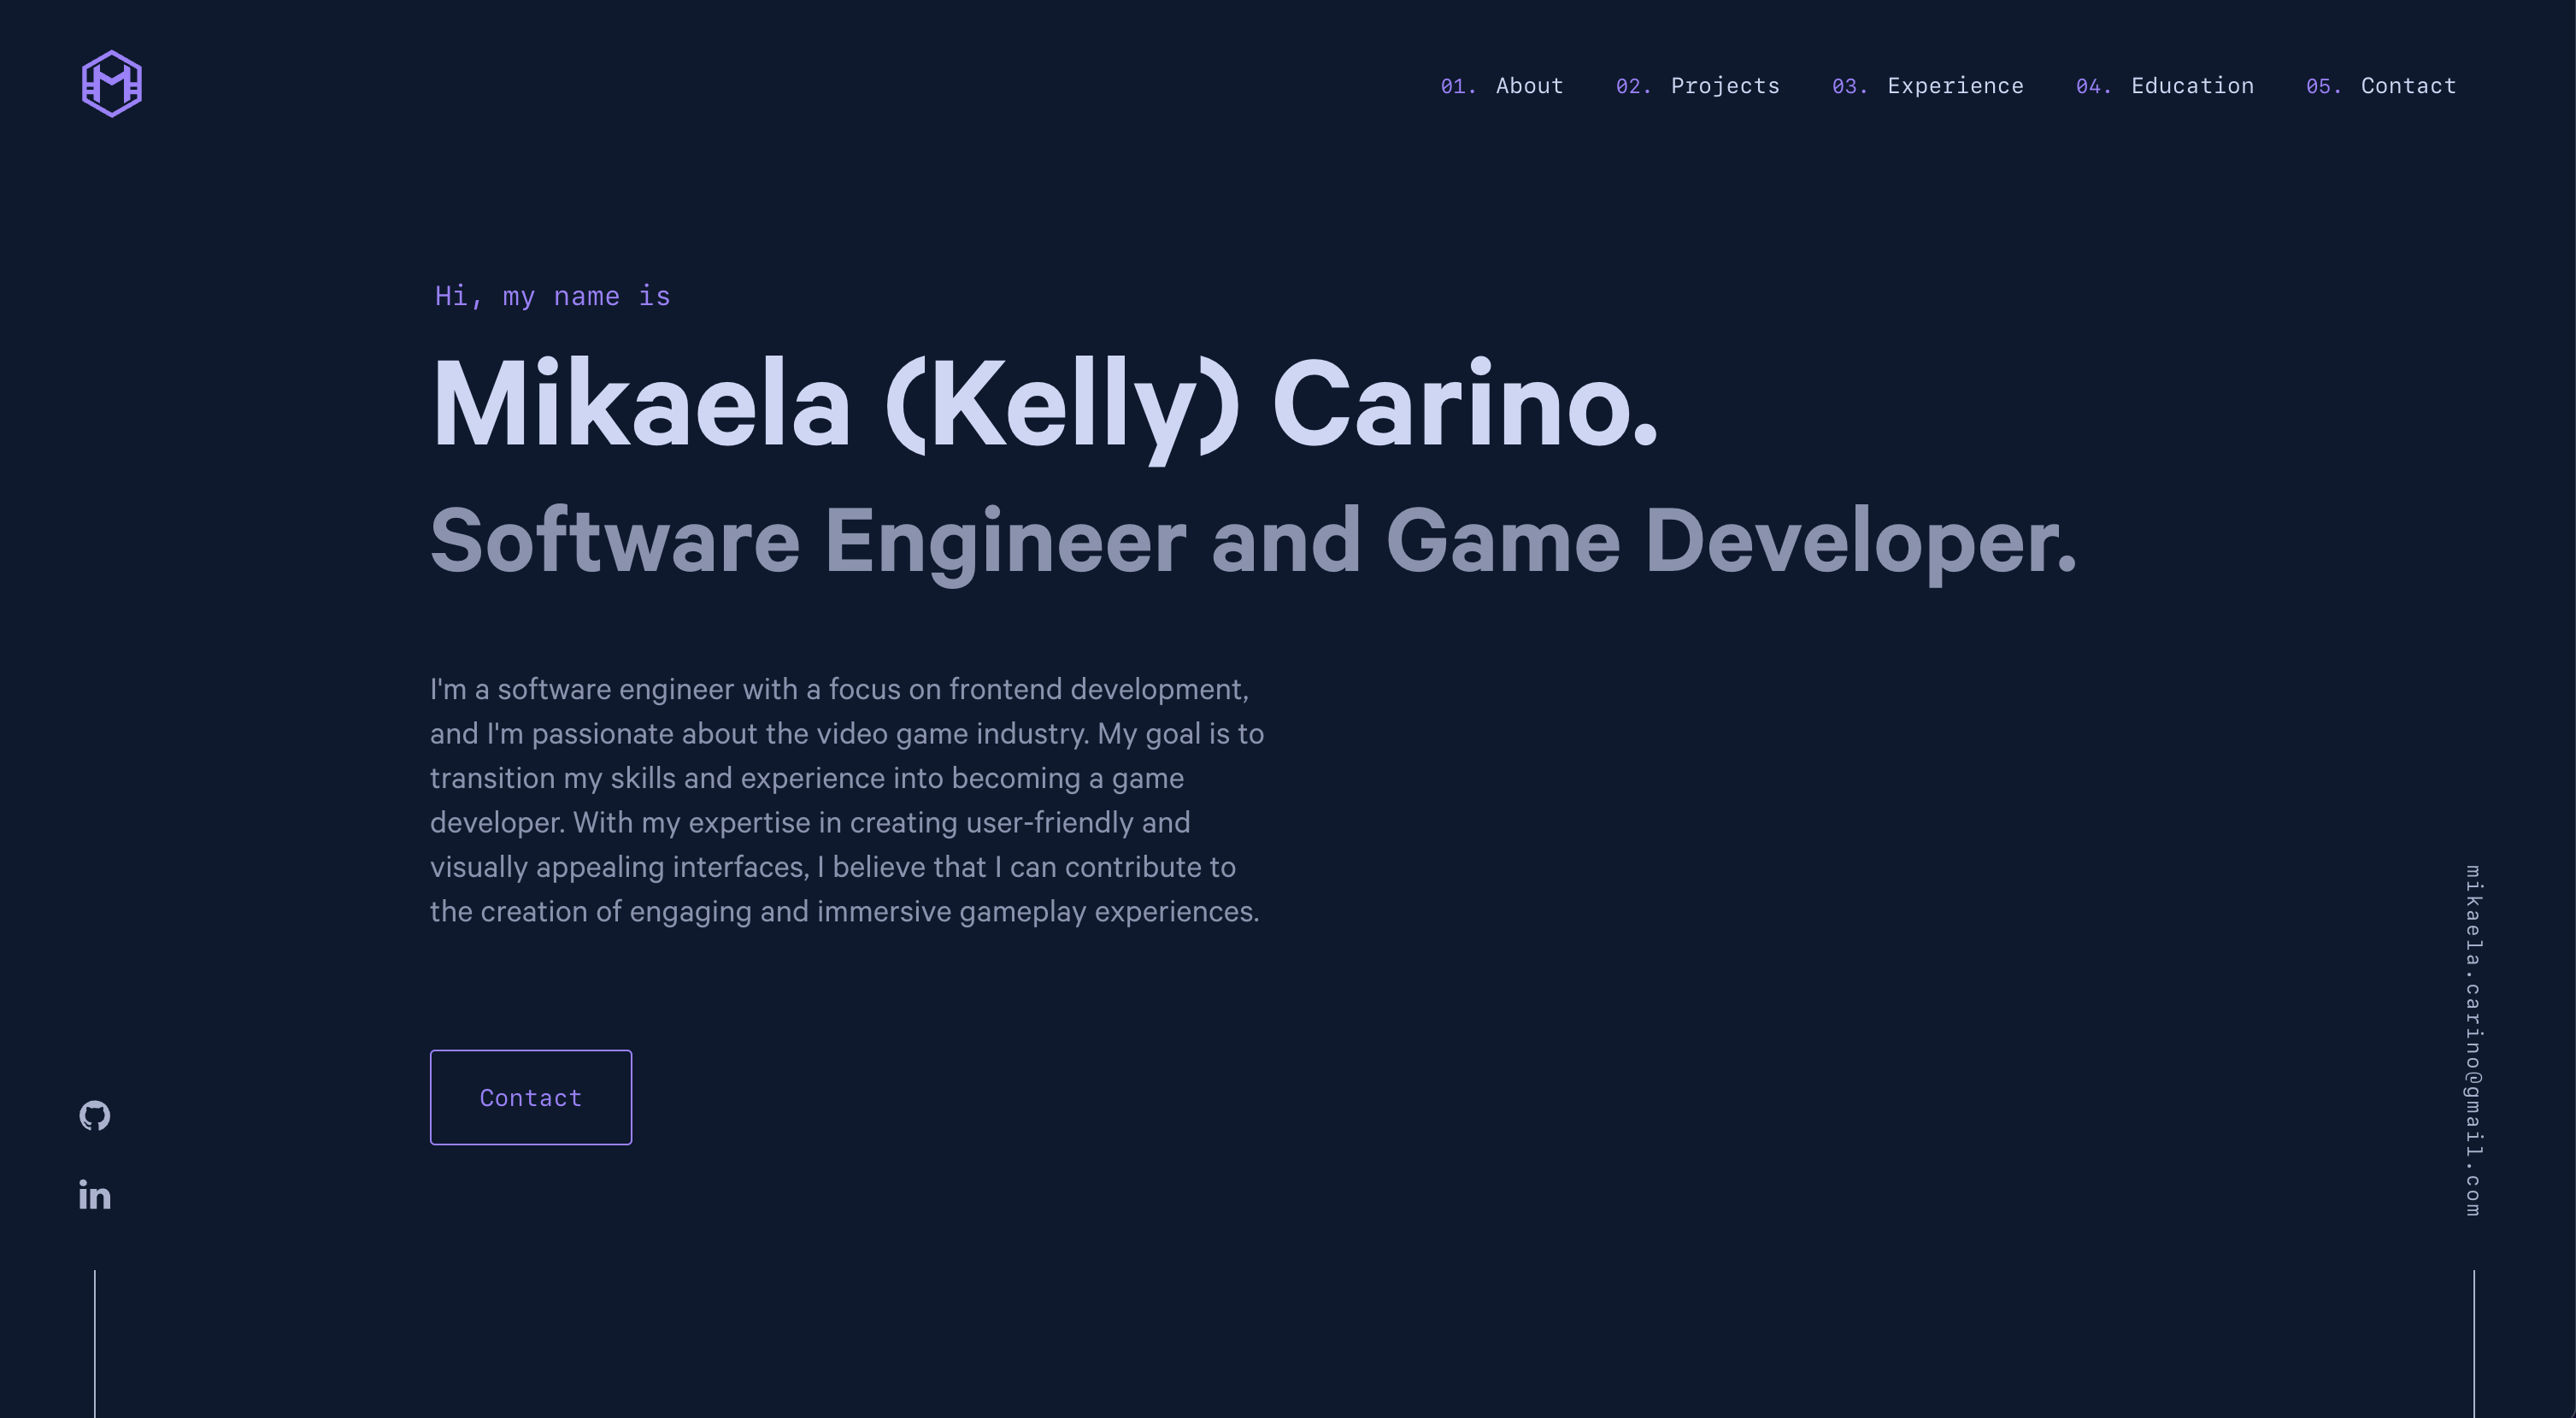 01. About 02. Projects 03. Experience 04. Education 05. Contact
Hi, my name is
Mikaela (Kelly) Carino.
Software Engineer and Game Developer.
I'm a software engineer with a focus on frontend development,
and I'm passionate about the video game industry. My goal is to
transition my skills and experience into becoming a game
developer. With my expertise in creating user-friendly and
visually appealing interfaces, I believe that I can contribute to
the creation of engaging and immersive gameplay experiences.
Contact
in
mikaela.carino@gmail.com